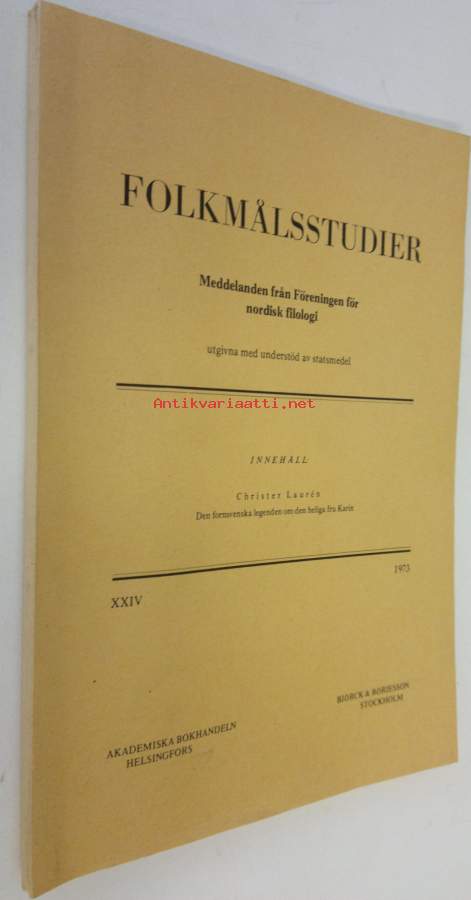 FOLKMÅLSSTUDIER
Meddelanden från Föreningen för
nordisk filologi
utgivna med understöd av statsmedel
Antikvariaatti.net
INNEHALL:
Christer Laurén
Den fornsvenska legenden om den heliga fru Karin
XXIV
1973
AKADEMISKA BOKHANDELN
HELSINGFORS
BJÖRCK & BÖRJESSON
STOCKHOLM